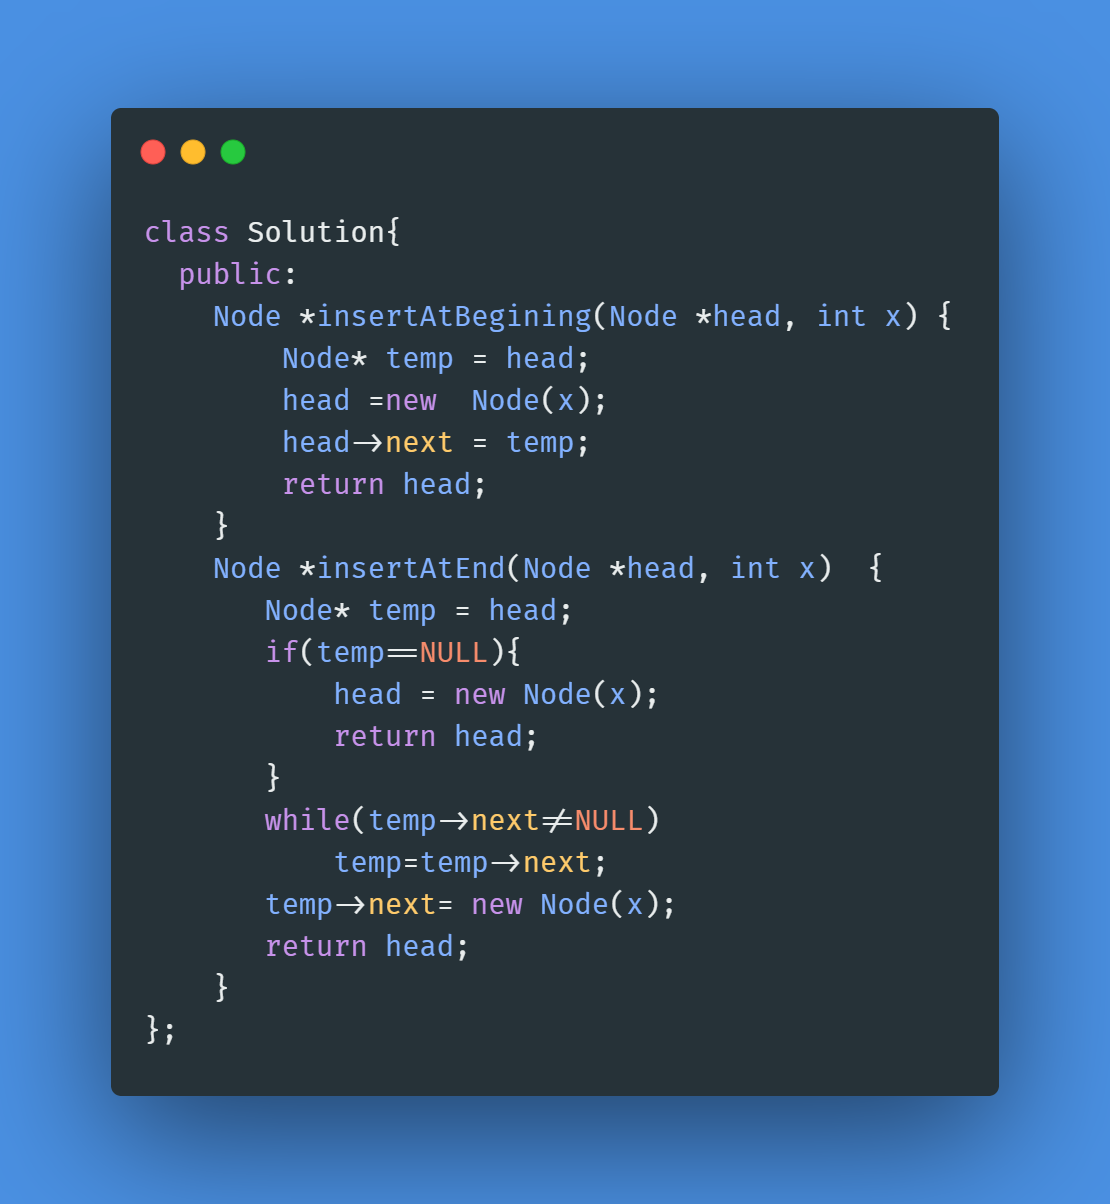 class Solution{
  public:
    Node *insertAtBegining(Node *head, int x) {
        Node* temp = head;
        head =new  Node(x);
        head->next = temp;
        return head;
    }
    Node *insertAtEnd(Node *head, int x)  {
       Node* temp = head;
       if(temp==NULL){
           head = new Node(x);
           return head;
       }
       while(temp->next!=NULL)
           temp=temp->next;
       temp->next= new Node(x);
       return head;
    }
};